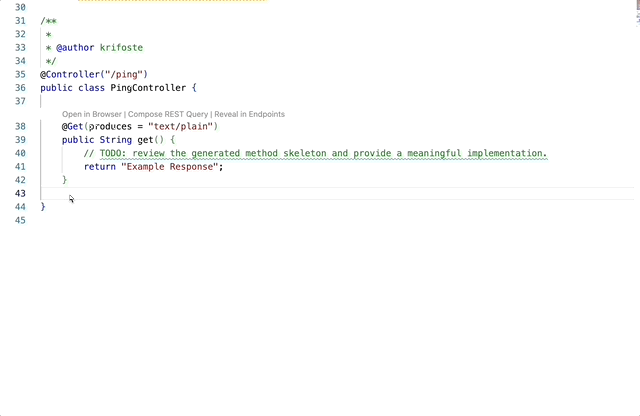 30
31 /**
32 *
33 * @author krifoste
34 */
35 @Controller("/ping")
36 public class PingController {
37
Open in Browser | Compose REST Query | Reveal in Endpoints
38 @Get(produces = "text/plain")
39 public String get() {
40 // TODO: review the generated method skeleton and provide a meaningful implementation.
41 return "Example Response";
42 }
43
44 }
45